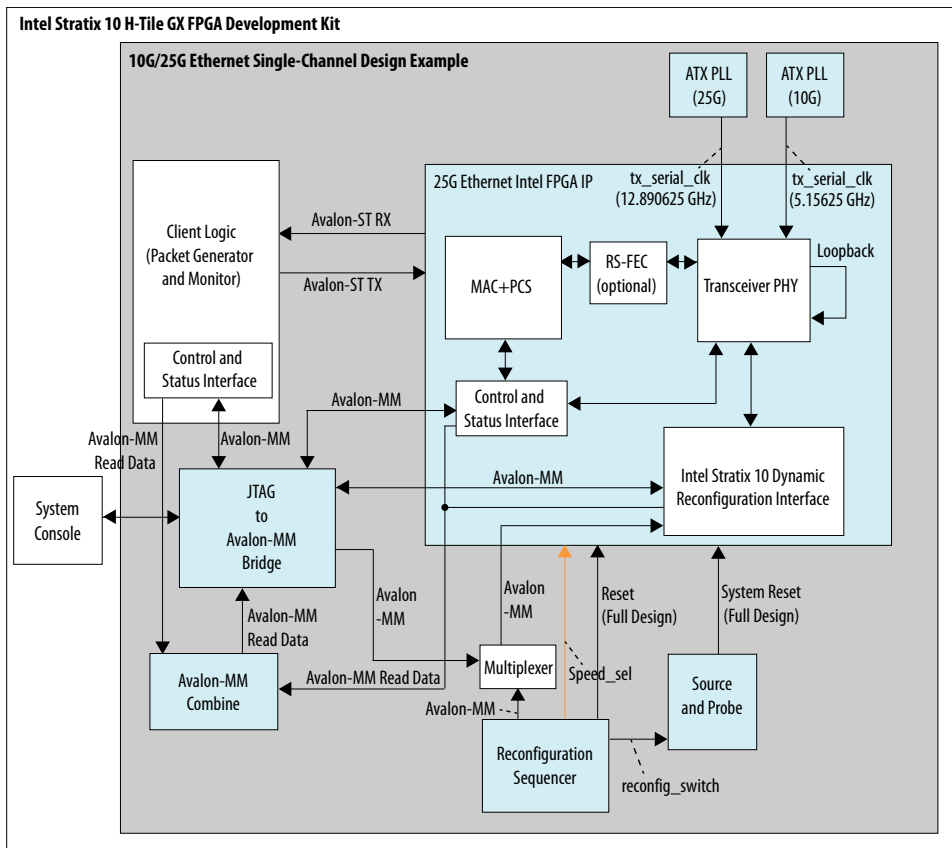 Intel Stratix 10 H-Tile GX FPGA Development Kit
10G/25G Ethernet Single-Channel Design Example
ATX PLL
(25G)
ATX PLL
(10G)
tx_serial_clk
(12.890625 GHz)
tx_serial_clk
(5.15625 GHz)
25G Ethernet Intel FPGA IP
Client Logic
(Packet Generator
and Monitor)
Avalon-ST RX
Avalon-ST TX
MAC+PCS
RS-FEC
(optional)
Transceiver PHY
Loopback
Control and
Status Interface
Control and
Status Interface
Avalon-MM
Avalon-MM
Read Data
Avalon-MM
Avalon-MM
Intel Stratix 10 Dynamic
Reconfiguration Interface
System
Console
JTAG
to
Avalon-MM
Bridge
Avalon
-MM
Avalon
-MM
Reset
(Full Design)
System Reset
(Full Design)
Avalon-MM
Read Data
Avalon-MM
Combine
Avalon-MM Read Data
Multiplexer
Speed_sel
Avalon-MM
Source
and Probe
Reconfiguration
Sequencer
reconfig_switch